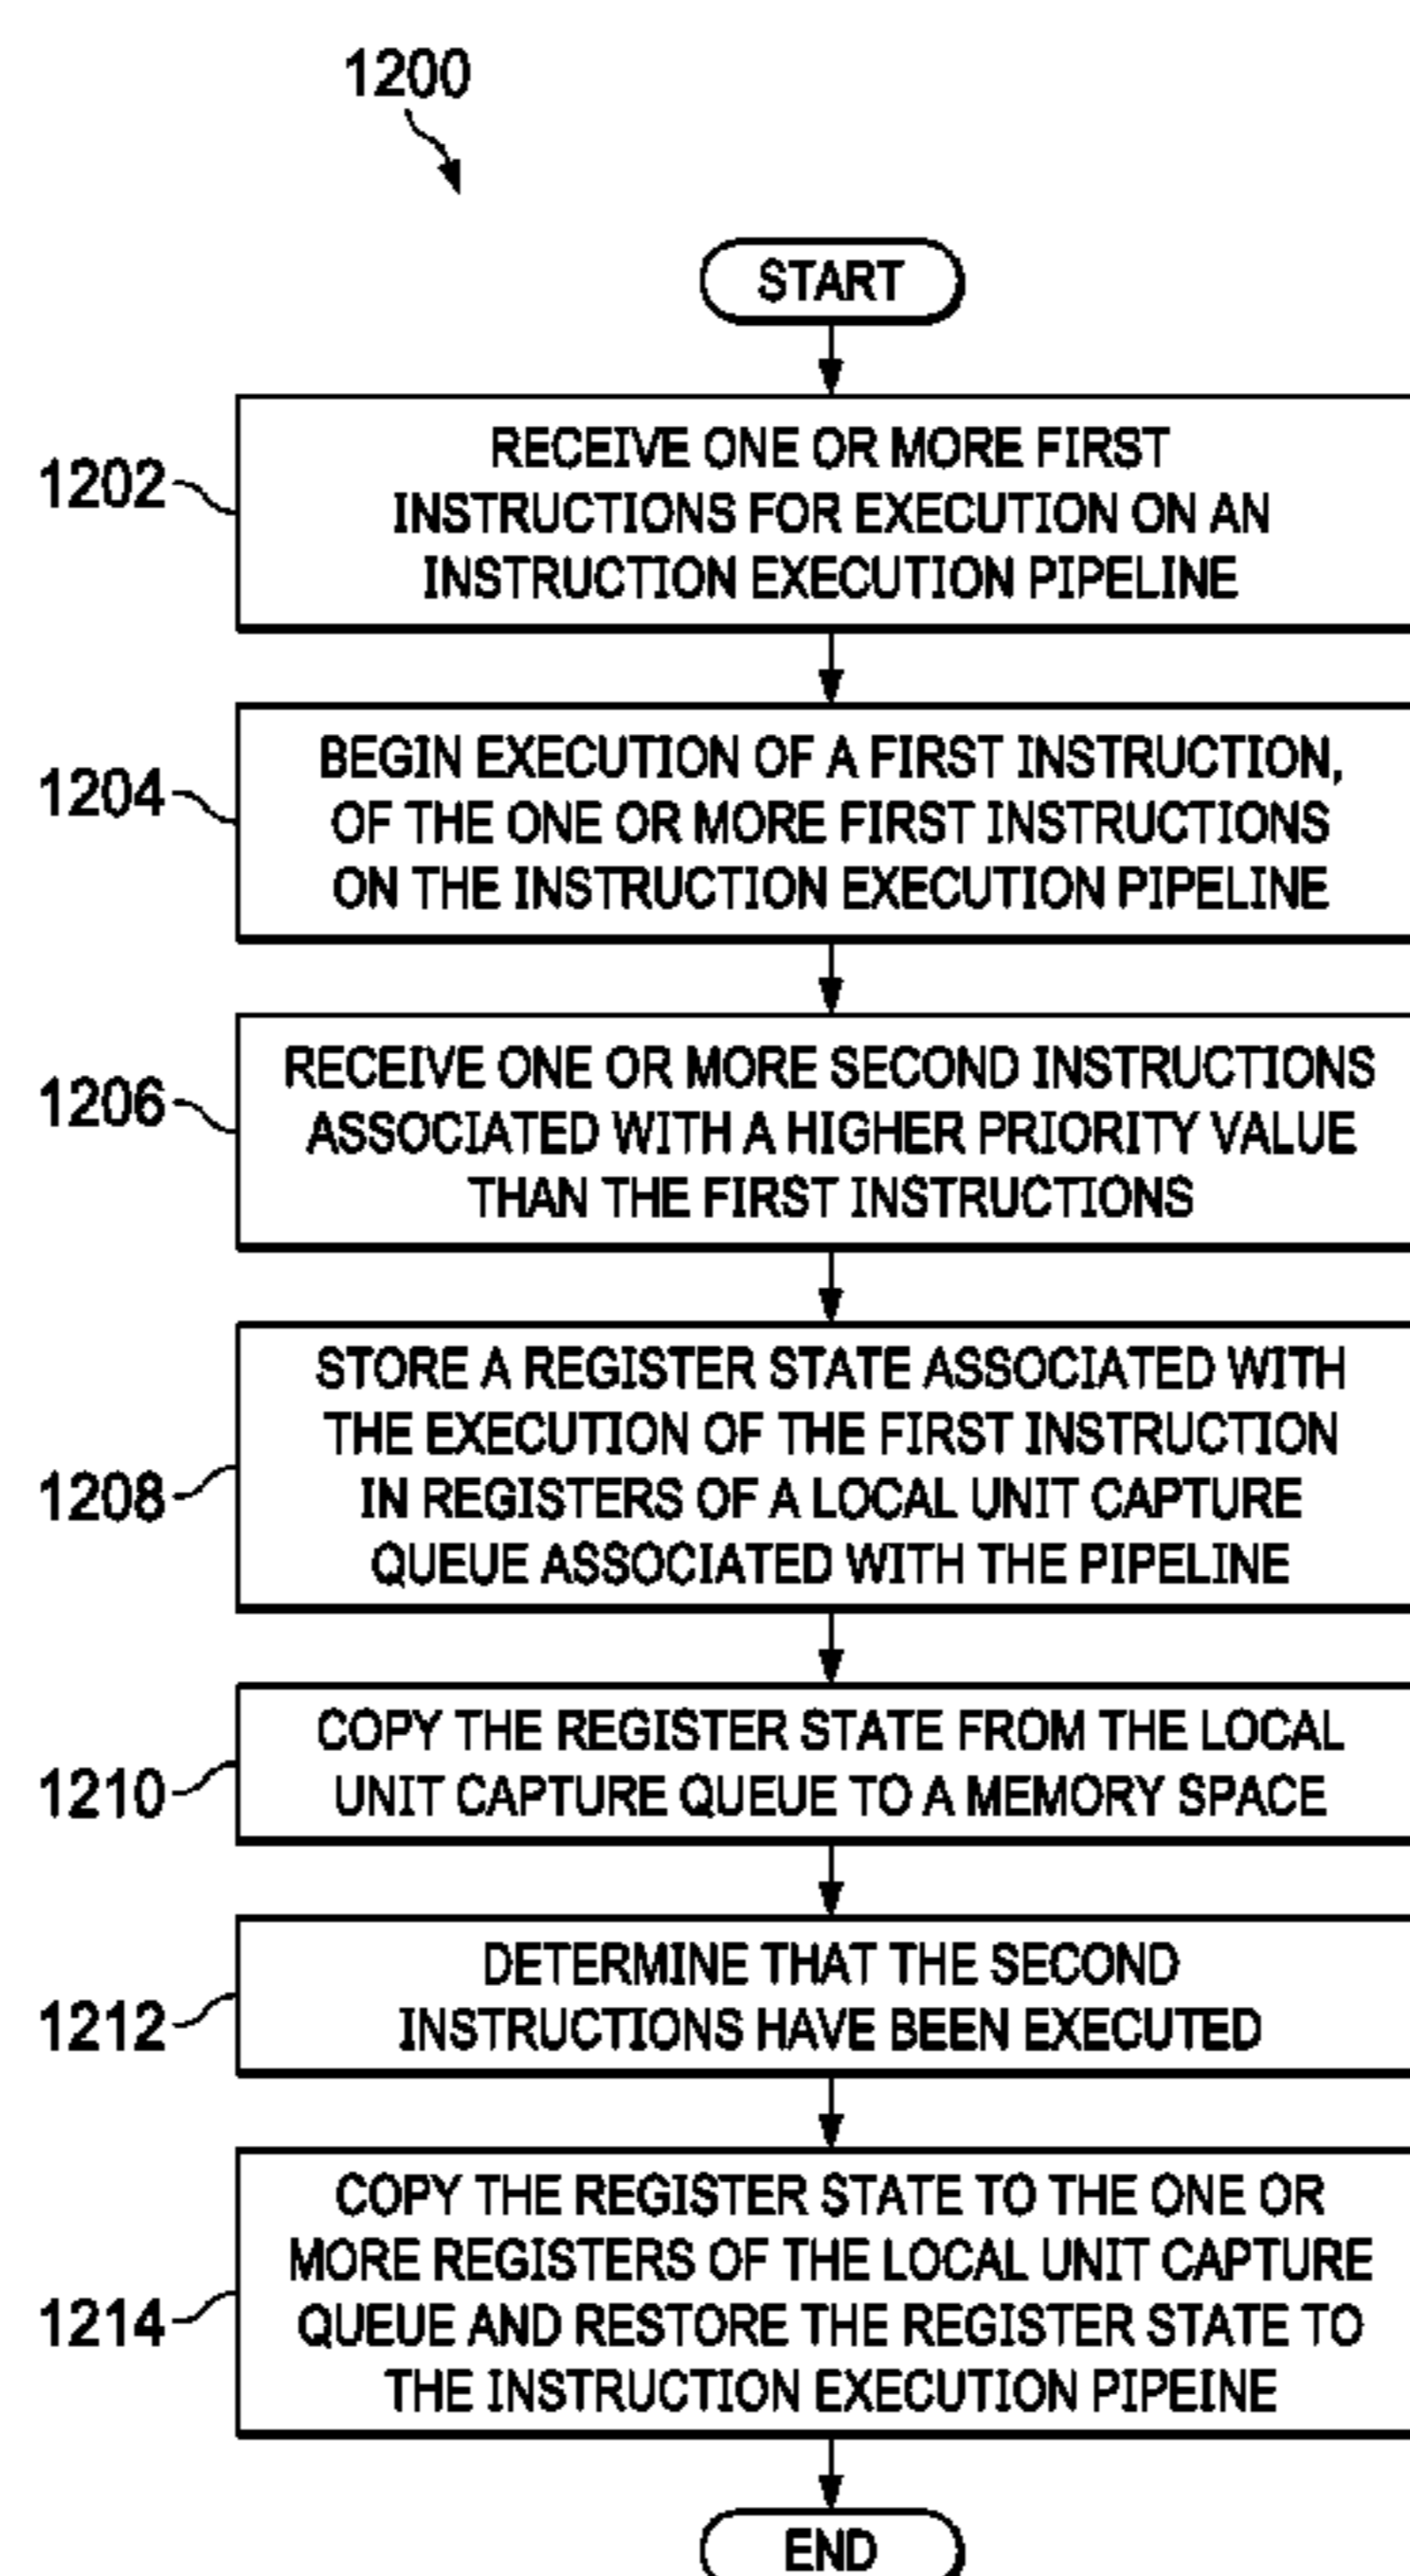 1200
START
1202
RECEIVE ONE OR MORE FIRST
INSTRUCTIONS FOR EXECUTION ON AN
INSTRUCTION EXECUTION PIPELINE
1204
BEGIN EXECUTION OF A FIRST INSTRUCTION,
OF THE ONE OR MORE FIRST INSTRUCTIONS
ON THE INSTRUCTION EXECUTION PIPELINE
1206
RECEIVE ONE OR MORE SECOND INSTRUCTIONS
ASSOCIATED WITH A HIGHER PRIORITY VALUE
THAN THE FIRST INSTRUCTIONS
1208
STORE A REGISTER STATE ASSOCIATED WITH
THE EXECUTION OF THE FIRST INSTRUCTION
IN REGISTERS OF A LOCAL UNIT CAPTURE
QUEUE ASSOCIATED WITH THE PIPELINE
1210
COPY THE REGISTER STATE FROM THE LOCAL
UNIT CAPTURE QUEUE TO A MEMORY SPACE
1212
DETERMINE THAT THE SECOND
INSTRUCTIONS HAVE BEEN EXECUTED
1214
COPY THE REGISTER STATE TO THE ONE OR
MORE REGISTERS OF THE LOCAL UNIT CAPTURE
QUEUE AND RESTORE THE REGISTER STATE TO
THE INSTRUCTION EXECUTION PIPEINE
END